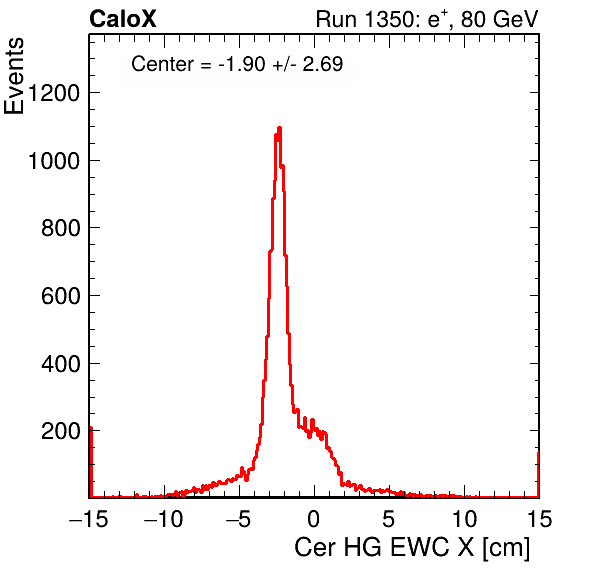 CaloX Run 1350: e⁺, 80 GeV
Center = -1.90 +/- 2.69
Events
1200
1000
800
600
400
200
−15 −10 −5 0 5 10 15
Cer HG EWC X [cm]